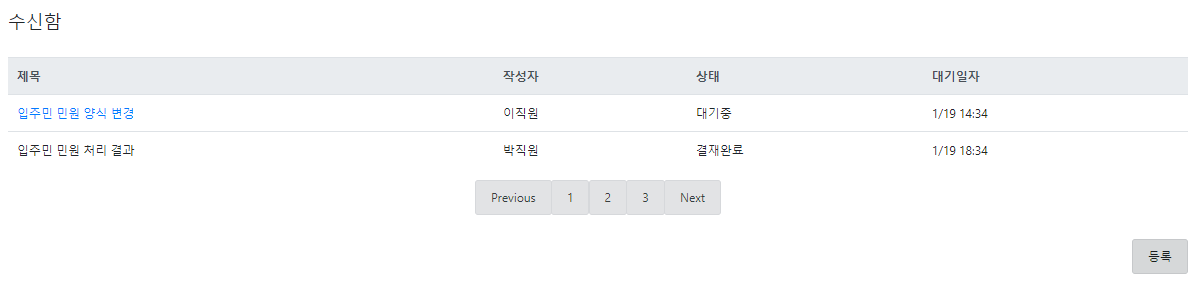 수신함
제목 작성자 상태 대기일자
입주민 민원 양식 변경 이직원 대기중 1/19 14:34
입주민 민원 처리 결과 박직원 결재완료 1/19 18:34
Previous 1 2 3 Next
등록